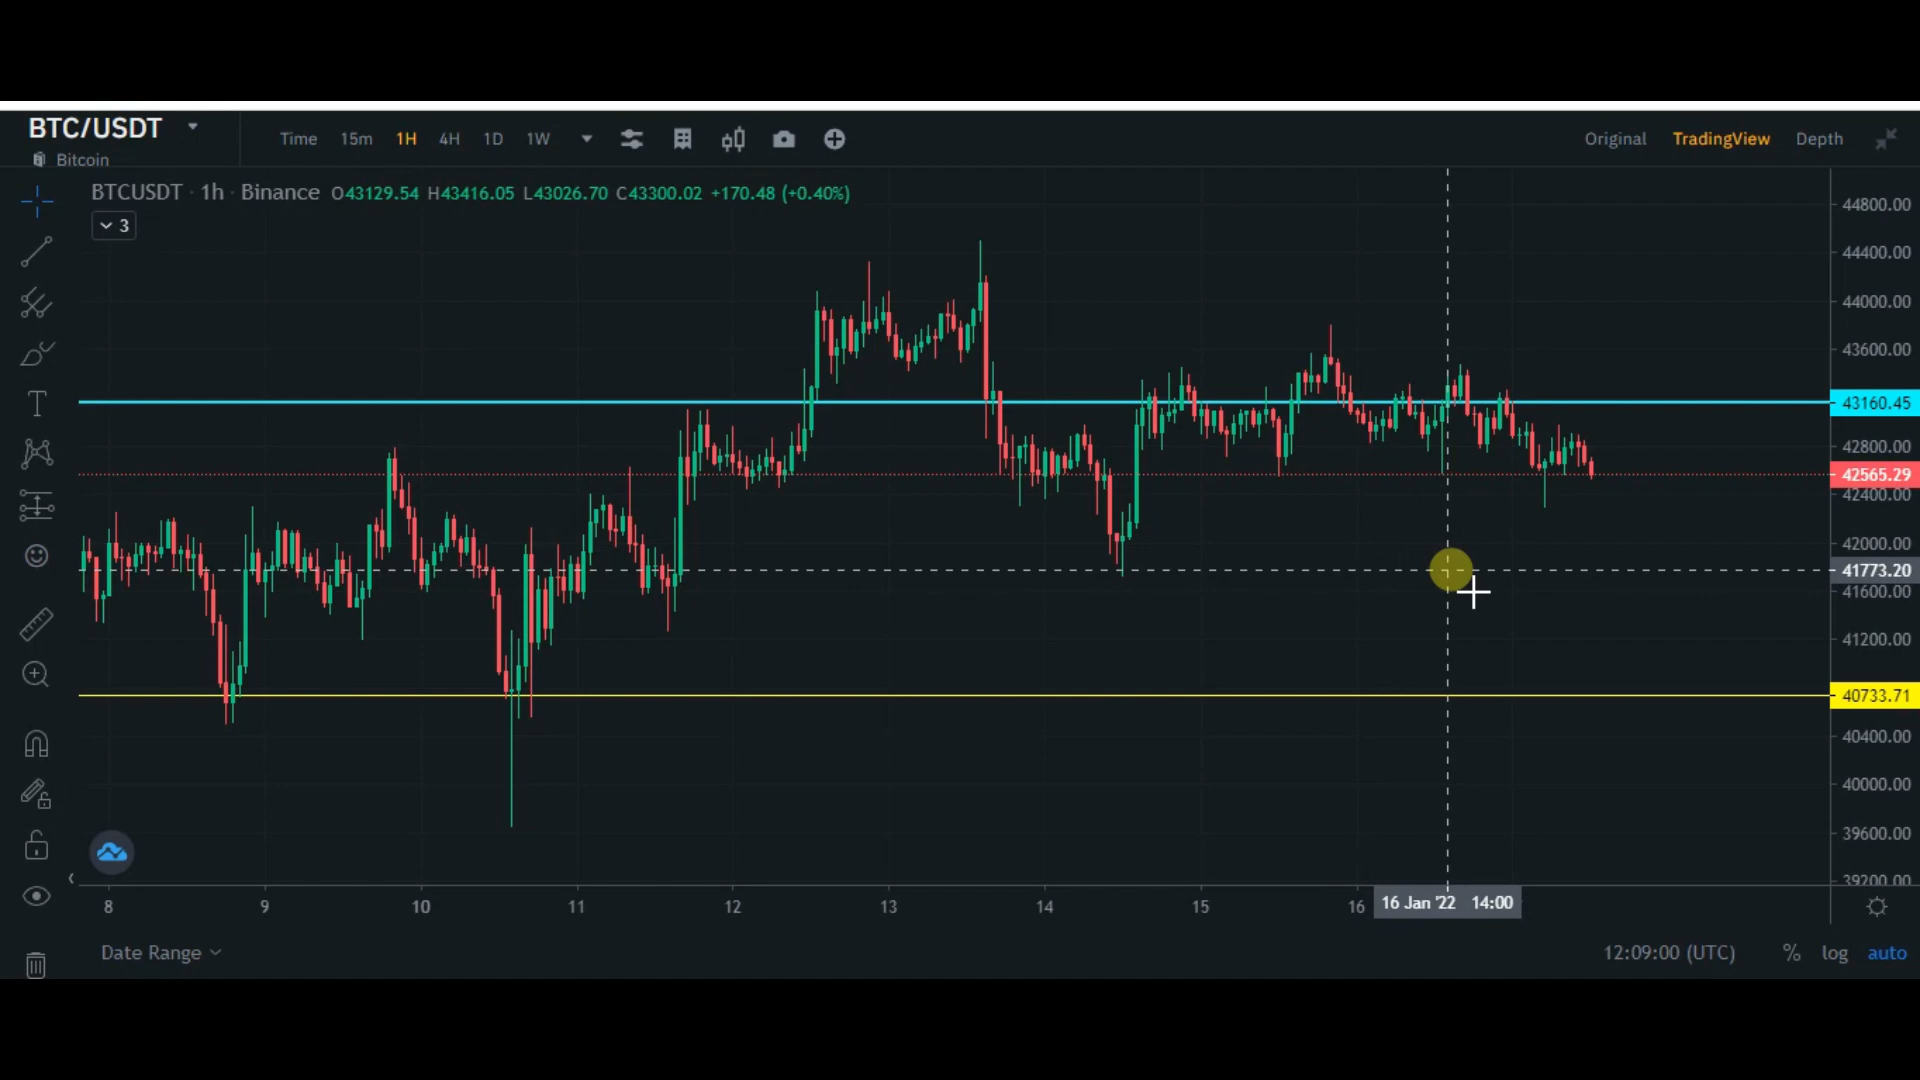 BTC/USDT
Bitcoin
Time 15m 1H 4H 1D 1W
Original TradingView Depth
BTCUSDT · 1h · Binance O43129.54 H43416.05 L43026.70 C43300.02 +170.48 (+0.40%)
3
44800.00
44400.00
44000.00
43600.00
43160.45
42800.00
42565.29
42400.00
42000.00
41773.20
41600.00
41200.00
40733.71
40400.00
40000.00
39600.00
39200.00
8 9 10 11 12 13 14 15 16 16 Jan '22 14:00
Date Range
12:09:00 (UTC) % log auto
T